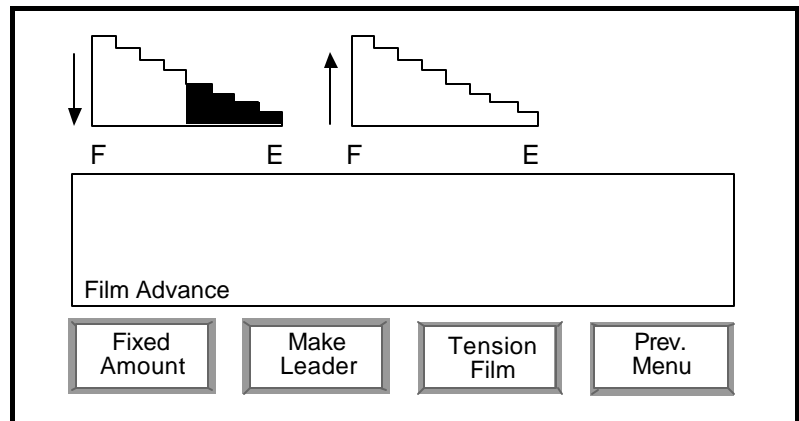 F E F E
Film Advance
Fixed Amount
Make Leader
Tension Film
Prev. Menu